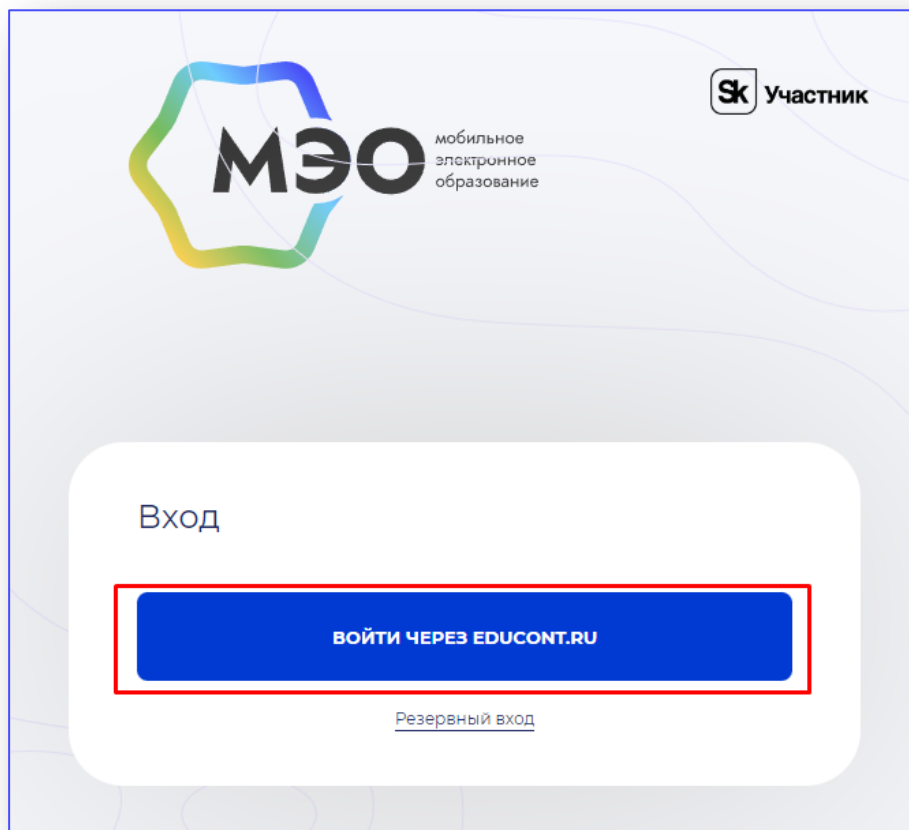 МЭО
мобильное
электронное
образование
Sk Участник
Вход
ВОЙТИ ЧЕРЕЗ EDUCONT.RU
Резервный вход